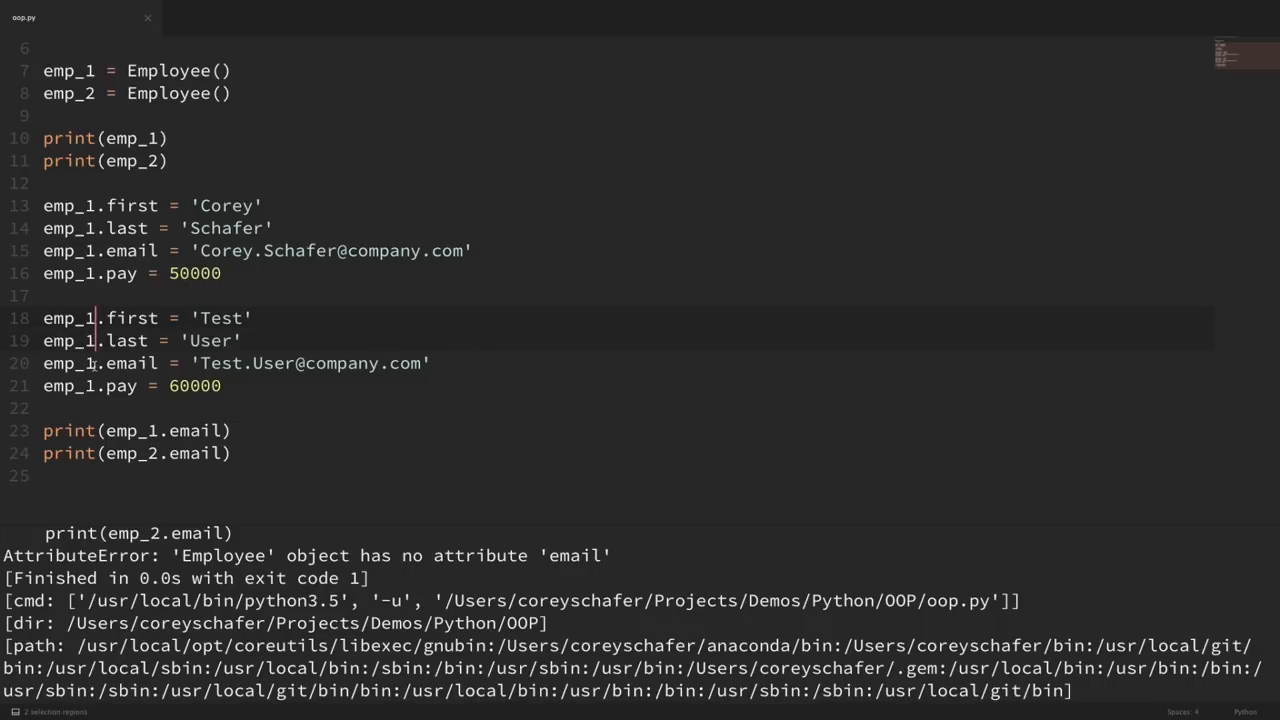 oop.py ×
6
7 emp_1 = Employee()
8 emp_2 = Employee()
9
10 print(emp_1)
11 print(emp_2)
12
13 emp_1.first = 'Corey'
14 emp_1.last = 'Schafer'
15 emp_1.email = 'Corey.Schafer@company.com'
16 emp_1.pay = 50000
17
18 emp_1.first = 'Test'
19 emp_1.last = 'User'
20 emp_1.email = 'Test.User@company.com'
21 emp_1.pay = 60000
22
23 print(emp_1.email)
24 print(emp_2.email)
25
print(emp_2.email)
AttributeError: 'Employee' object has no attribute 'email'
[Finished in 0.0s with exit code 1]
[cmd: ['/usr/local/bin/python3.5', '-u', '/Users/coreyschafer/Projects/Demos/Python/OOP/oop.py']]
[dir: /Users/coreyschafer/Projects/Demos/Python/OOP]
[path: /usr/local/opt/coreutils/libexec/gnubin:/Users/coreyschafer/anaconda/bin:/Users/coreyschafer/bin:/usr/local/git/
bin:/usr/local/sbin:/usr/local/bin:/sbin:/bin:/usr/sbin:/usr/bin:/Users/coreyschafer/.gem:/usr/local/bin:/usr/bin:/bin:/
usr/sbin:/sbin:/usr/local/git/bin/bin:/usr/local/bin:/usr/bin:/bin:/usr/sbin:/sbin:/usr/local/git/bin]
2 selection regions Spaces: 4 Python